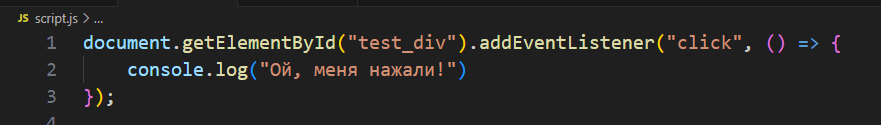 JS script.js > ...
1 document.getElementById("test_div").addEventListener("click", () => {
2 console.log("Ой, меня нажали!")
3 });
4